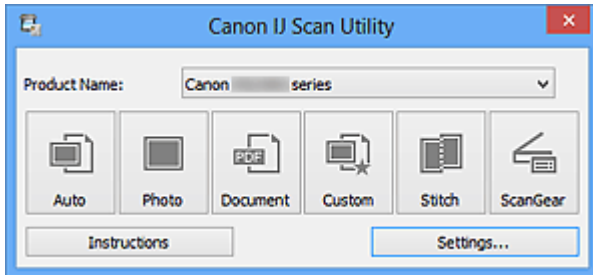 Canon IJ Scan Utility
Product Name: Canon series
Auto Photo PDF Document Custom Stitch ScanGear
Instructions Settings...